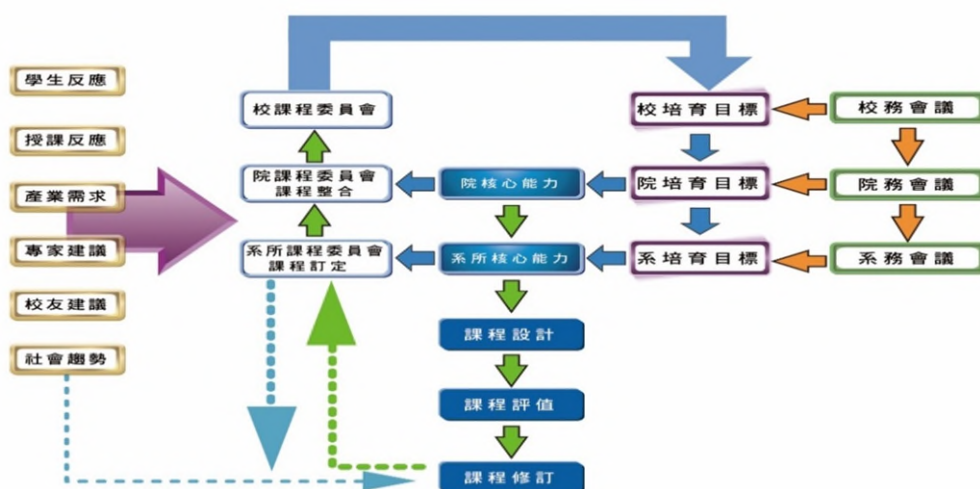 學生反應
授課反應
產業需求
專家建議
校友建議
社會趨勢
校課程委員會
院課程委員會
課程整合
系所課程委員會
課程訂定
院核心能力
系所核心能力
課程設計
課程評值
課程修訂
校培育目標
院培育目標
系培育目標
校務會議
院務會議
系務會議